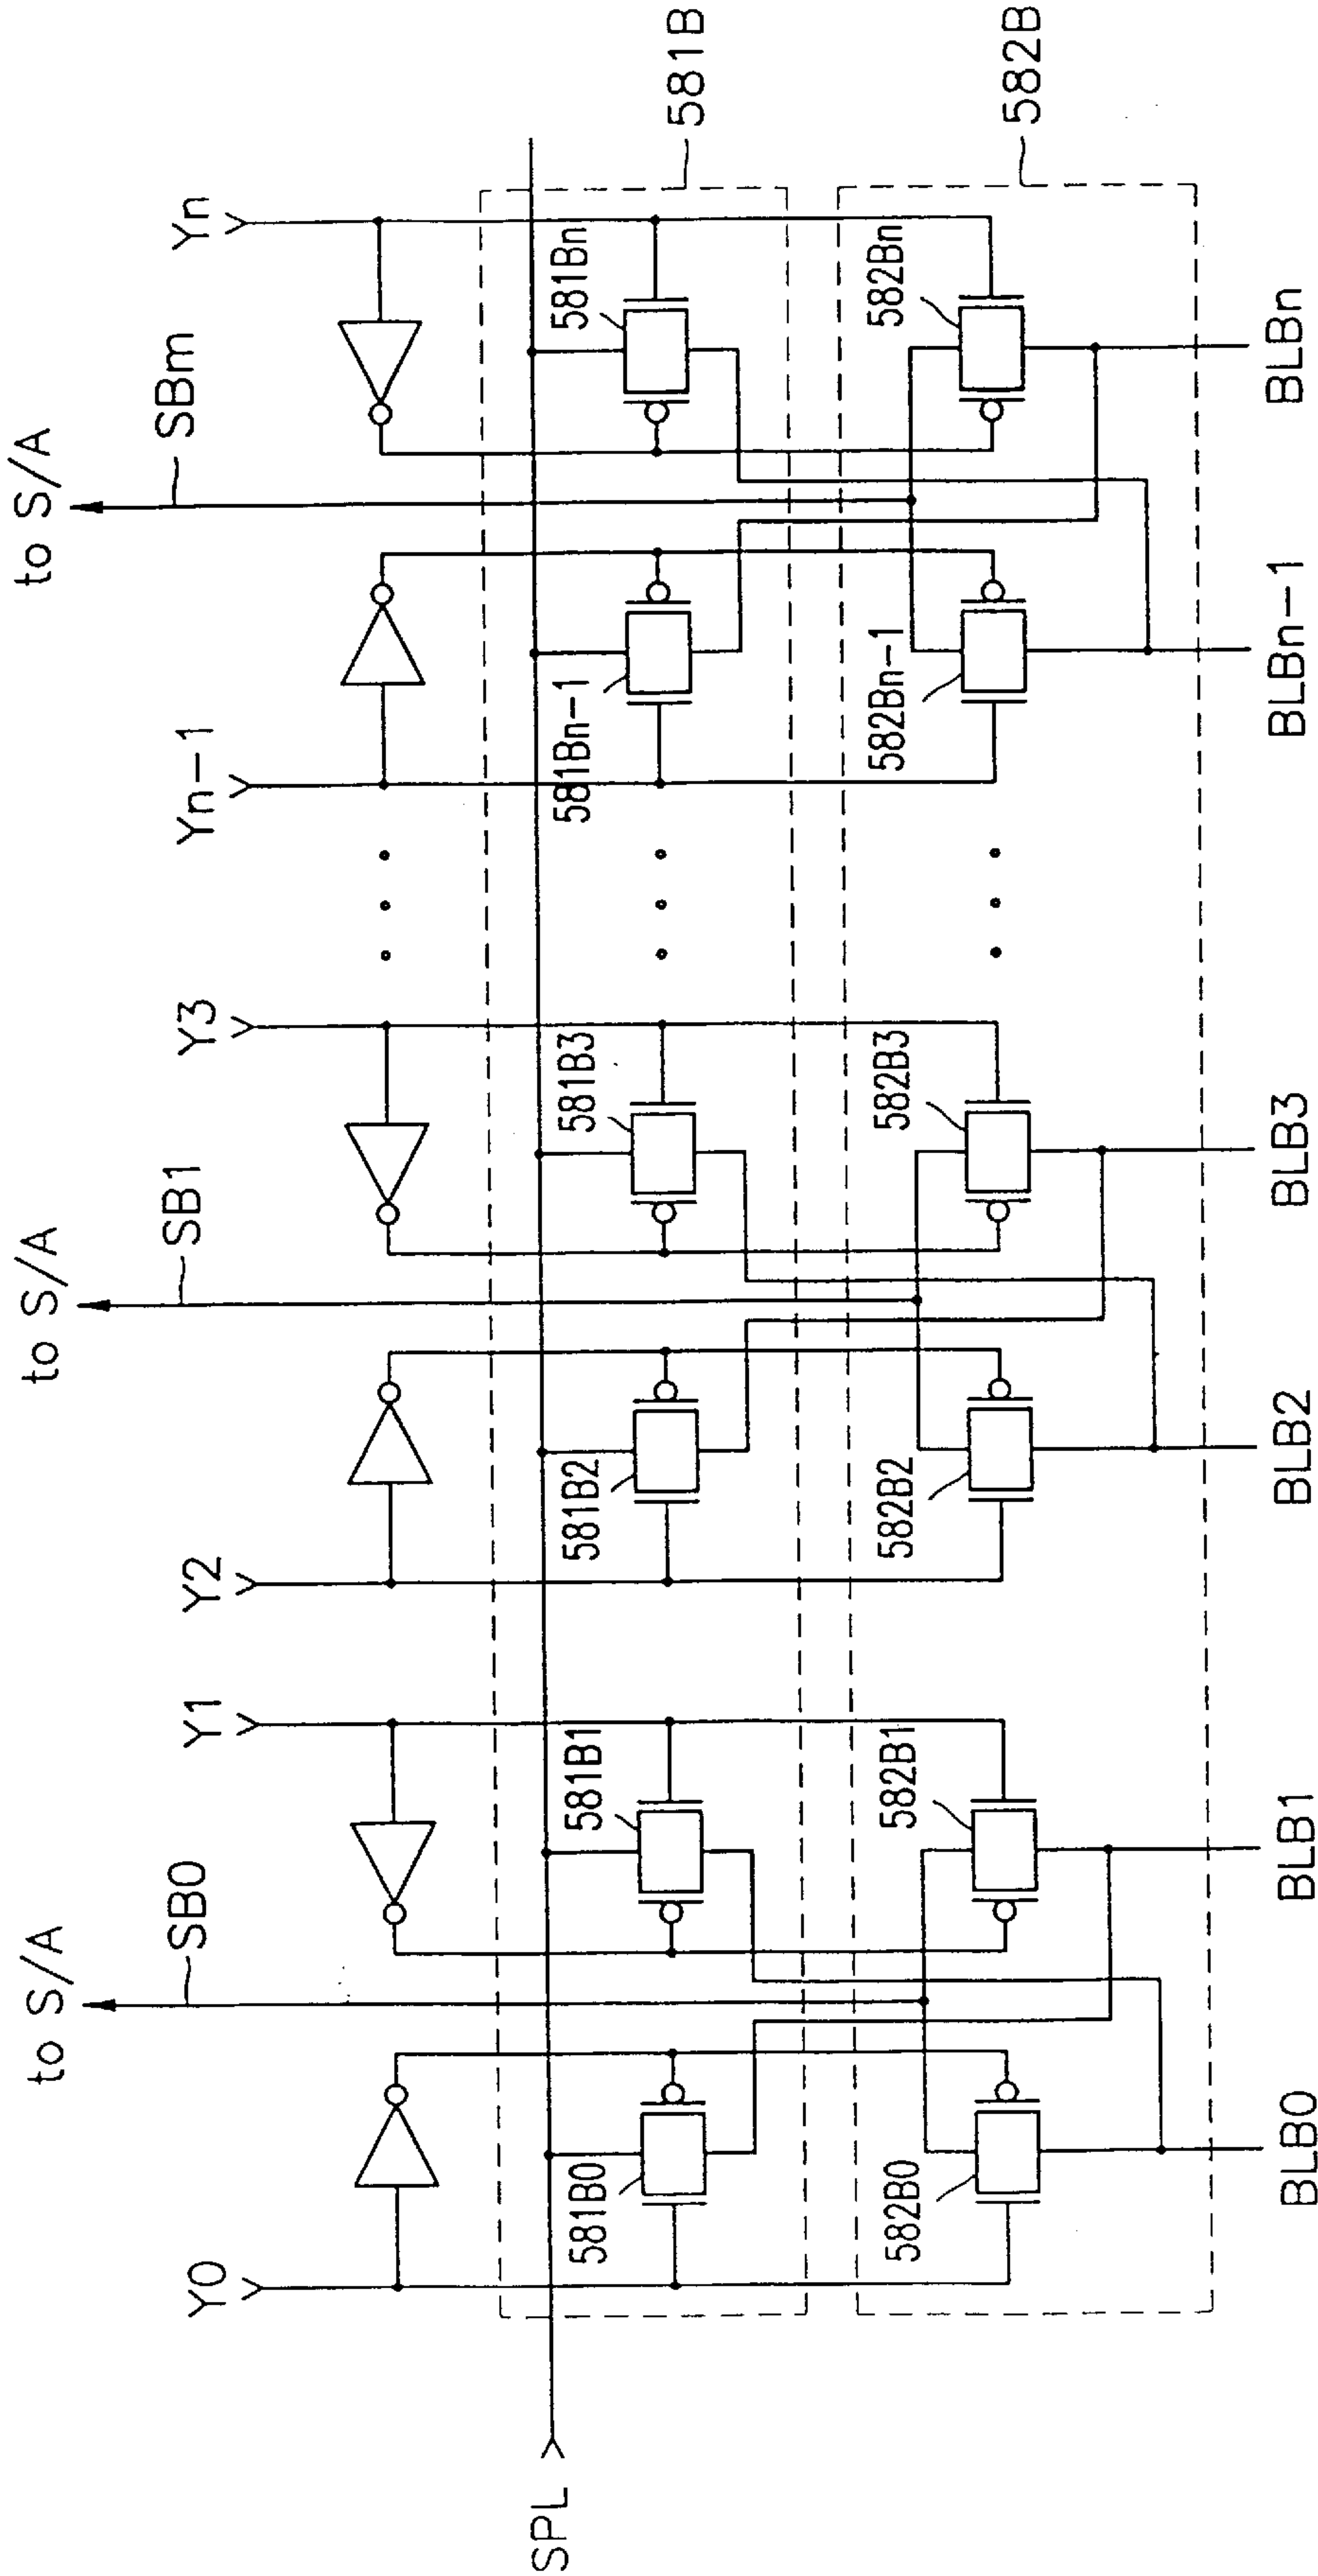 to S/A
to S/A
to S/A
SB0
SB1
SBm
Y0
Y1
Y2
Y3
Yn-1
Yn
SPL
581B0
581B1
581B2
581B3
581Bn-1
581Bn
581B
582B0
582B1
582B2
582B3
582Bn-1
582Bn
582B
BLB0
BLB1
BLB2
BLB3
BLBn-1
BLBn